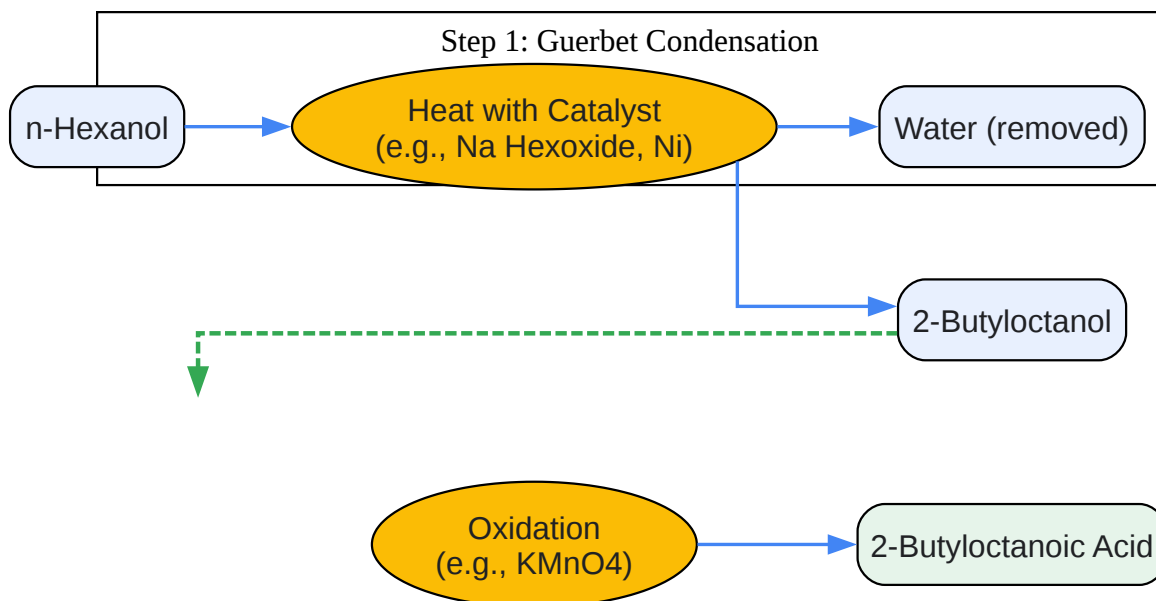 Step 1: Guerbet Condensation
n-Hexanol
Heat with Catalyst
(e.g., Na Hexoxide, Ni)
Water (removed)
2-Butyloctanol
Oxidation
(e.g., KMnO4)
2-Butyloctanoic Acid